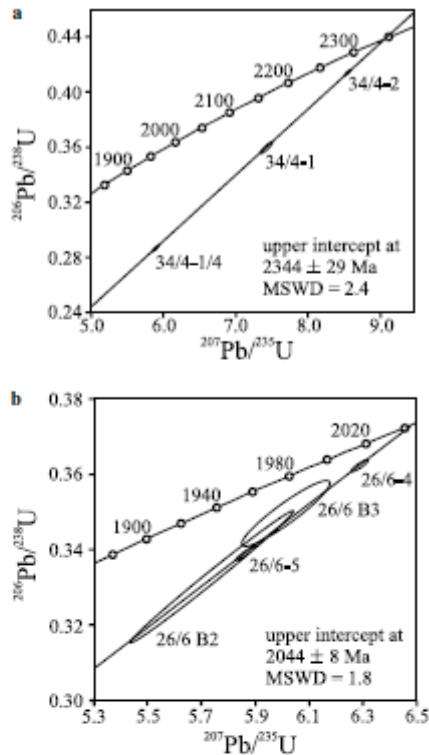 a
0.44
0.40
0.36
0.32
0.28
0.24
²⁰⁶Pb/²³⁸U
2300
2200
2100
2000
1900
34/4–2
34/4-1
34/4–1/4
upper intercept at
2344 ± 29 Ma
MSWD = 2.4
5.0 6.0 7.0 8.0 9.0
²⁰⁷Pb/²³⁵U
b
0.38
0.36
0.34
0.32
0.30
²⁰⁶Pb/²³⁸U
2020
1980
1940
1900
26/6–4
26/6 B3
26/6–5
26/6 B2
upper intercept at
2044 ± 8 Ma
MSWD = 1.8
5.3 5.5 5.7 5.9 6.1 6.3 6.5
²⁰⁷Pb/²³⁵U